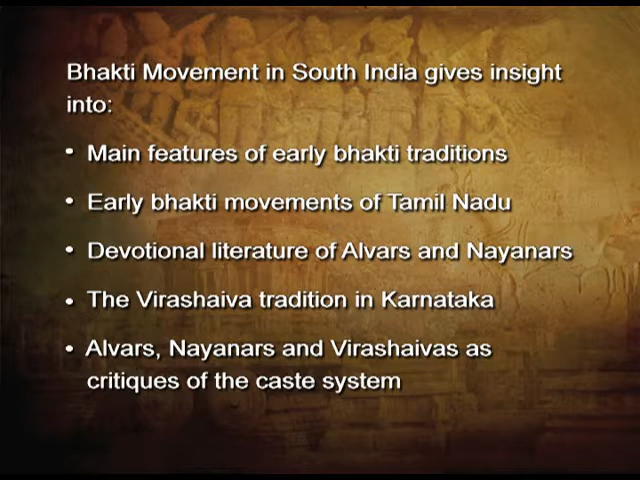 Bhakti Movement in South India gives insight
into:
• Main features of early bhakti traditions
• Early bhakti movements of Tamil Nadu
• Devotional literature of Alvars and Nayanars
• The Virashaiva tradition in Karnataka
• Alvars, Nayanars and Virashaivas as
critiques of the caste system